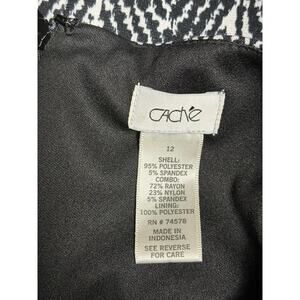 CAChé
12
SHELL:
95% POLYESTER
5% SPANDEX
COMBO:
72% RAYON
23% NYLON
5% SPANDEX
LINING:
100% POLYESTER
RN # 74578
MADE IN
INDONESIA
SEE REVERSE
FOR CARE